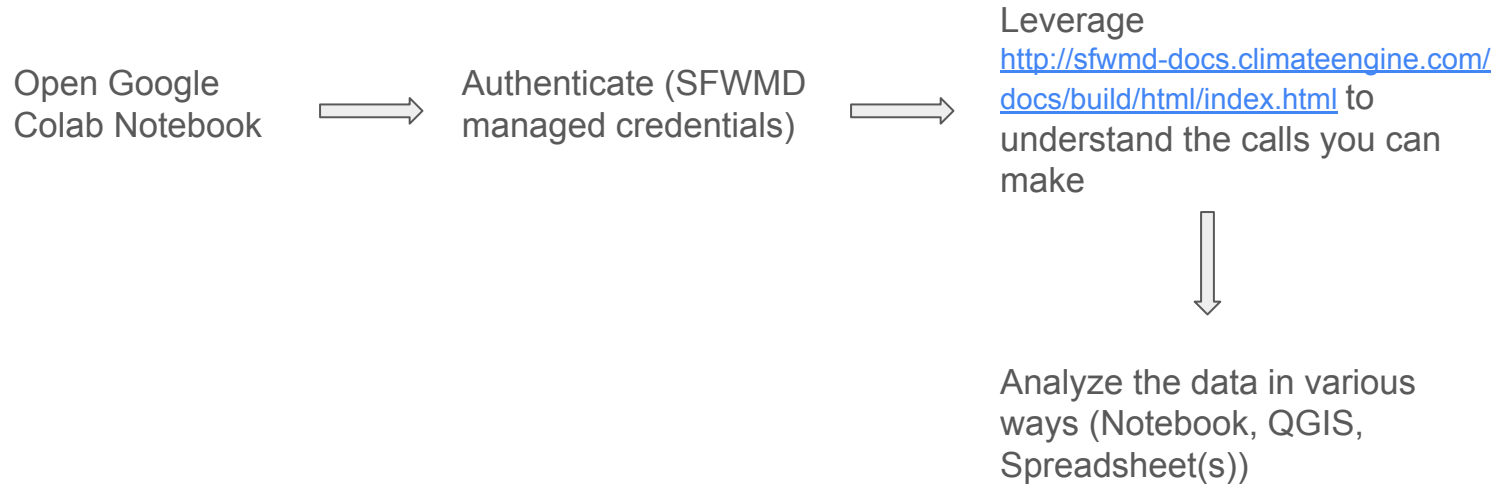 Open Google
Colab Notebook
Authenticate (SFWMD
managed credentials)
Leverage
http://sfwmd-docs.climateengine.com/
docs/build/html/index.html to
understand the calls you can
make
Analyze the data in various
ways (Notebook, QGIS,
Spreadsheet(s))